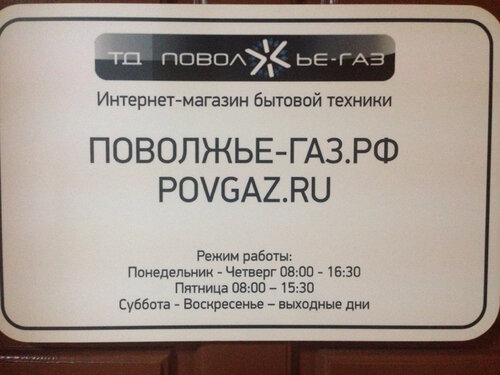 ТД ПОВОЛЖЬЕ-ГАЗ
Интернет-магазин бытовой техники
ПОВОЛЖЬЕ-ГАЗ.РФ
POVGAZ.RU
Режим работы:
Понедельник - Четверг 08:00 - 16:30
Пятница 08:00 – 15:30
Суббота - Воскресенье – выходные дни